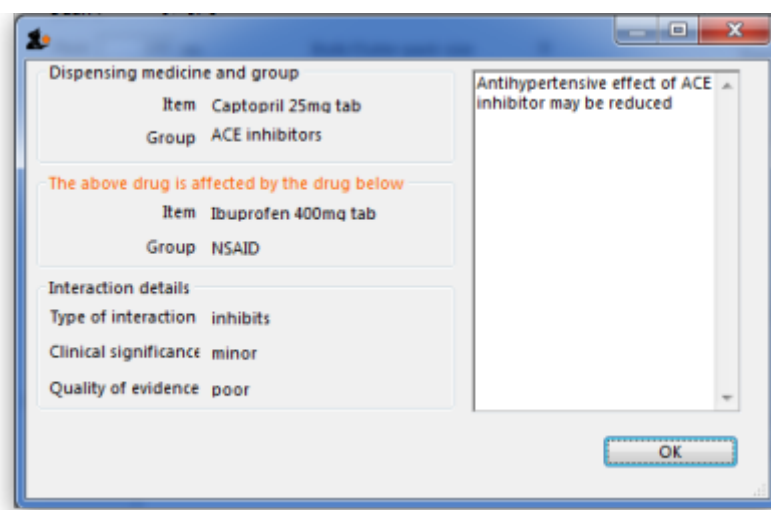 Dispensing medicine and group
Item Captopril 25mg tab
Group ACE inhibitors
The above drug is affected by the drug below
Item Ibuprofen 400mg tab
Group NSAID
Interaction details
Type of interaction inhibits
Clinical significance minor
Quality of evidence poor
Antihypertensive effect of ACE
inhibitor may be reduced
OK